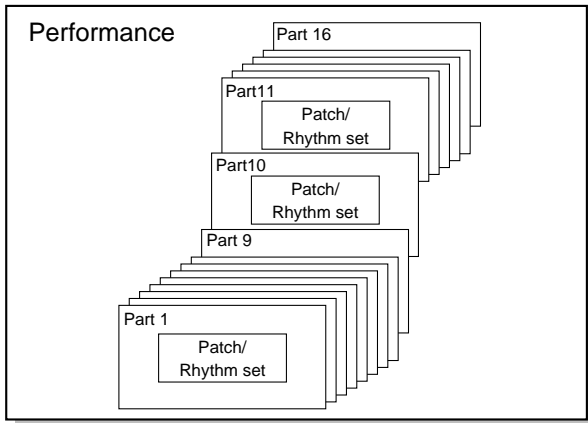 Performance
Part 16
Part11
Patch/
Rhythm set
Part10
Patch/
Rhythm set
Part 9
Part 1
Patch/
Rhythm set